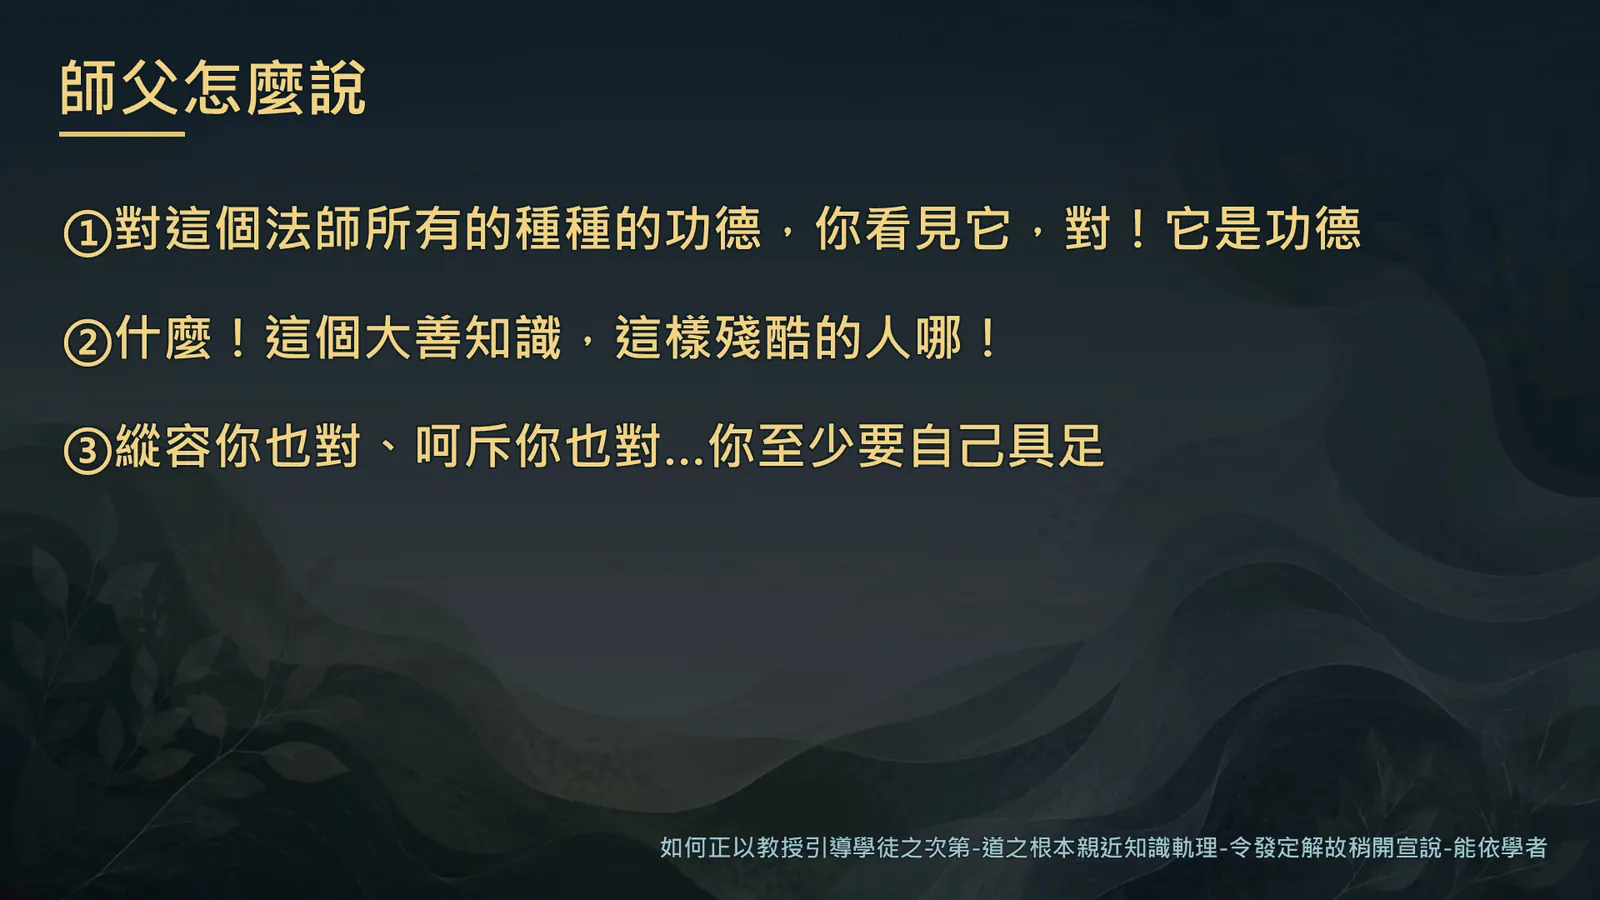 師父怎麼說
①對這個法師所有的種種的功德，你看見它，對！它是功德
②什麼！這個大善知識，這樣殘酷的人哪！
③縱容你也對、呵斥你也對...你至少要自己具足
如何正以教授引導學徒之次第-道之根本親近知識軌理-令發定解故稍開宣說-能依學者